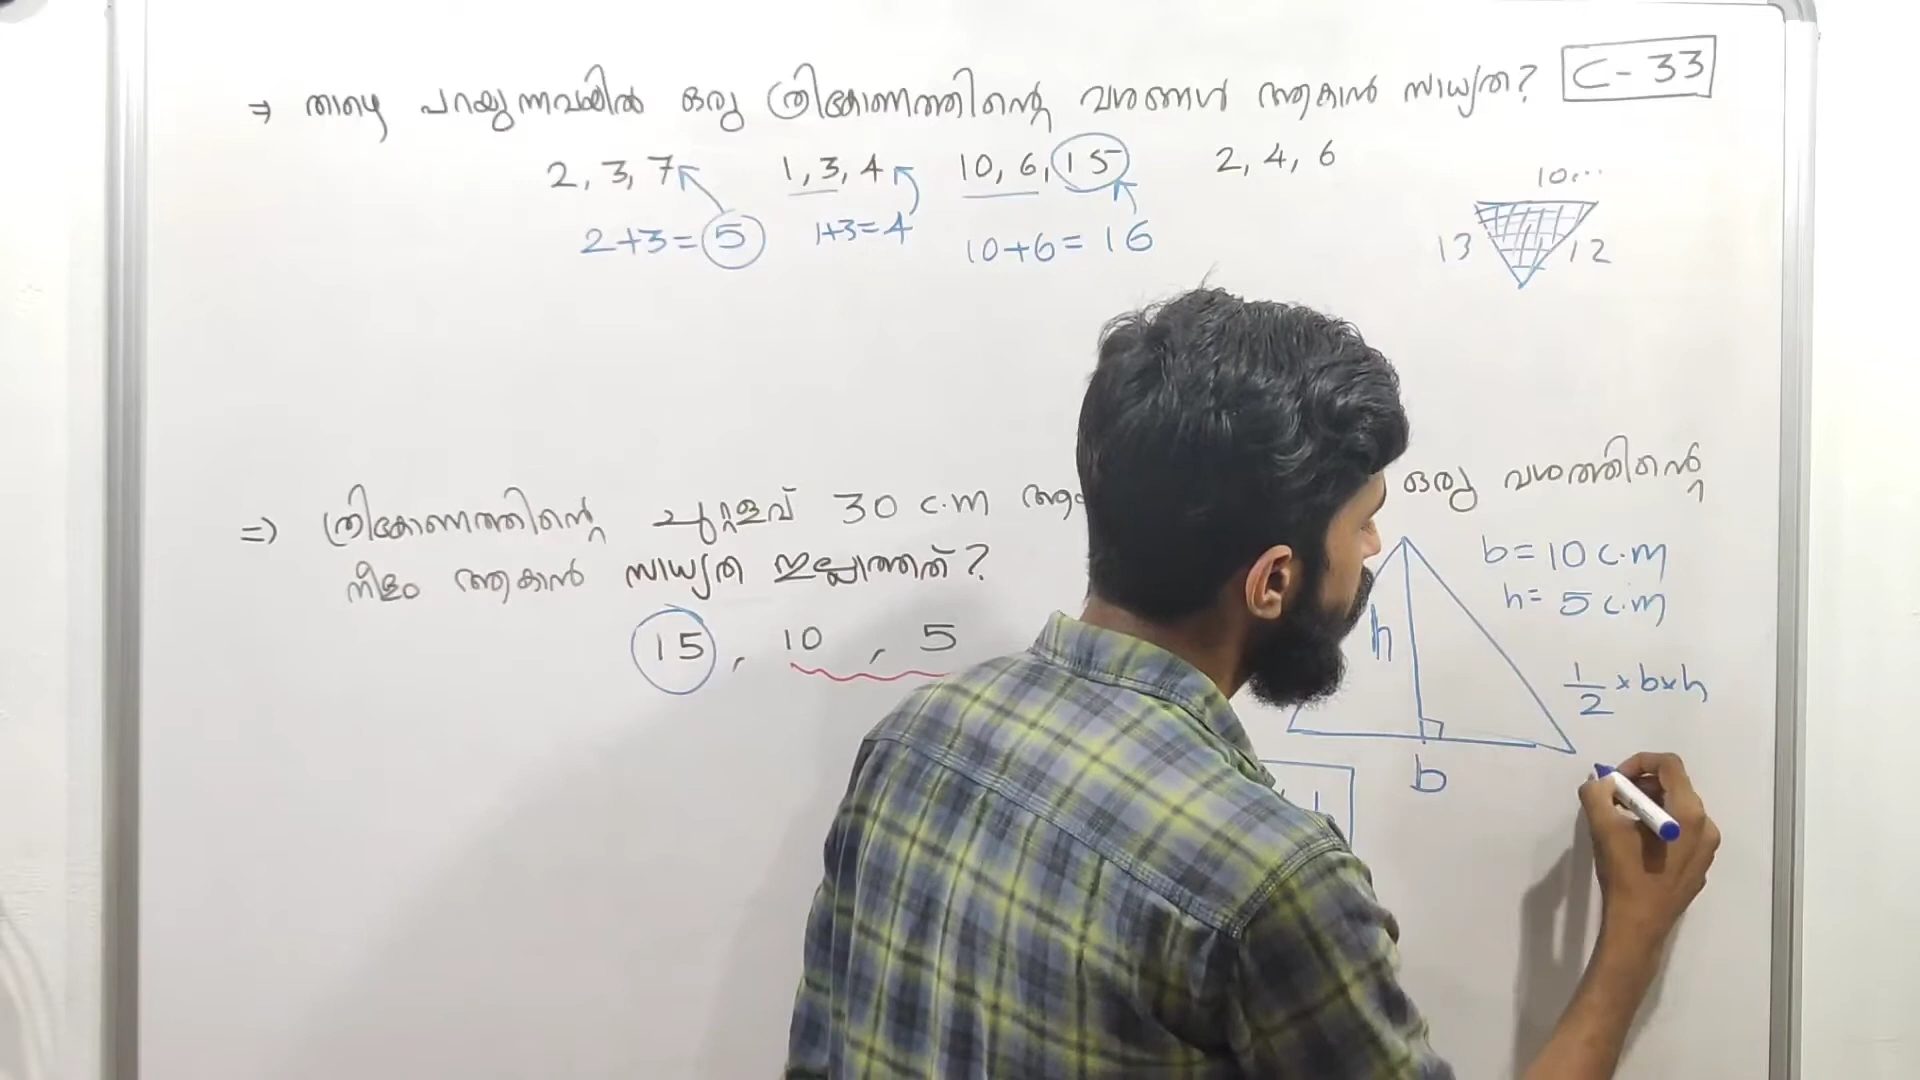 ⇒ താഴെ പറയുന്നവയിൽ ഒരു ത്രികോണത്തിന്റെ വശങ്ങൾ ആകാൻ സാധ്യത?
C-33
2, 3, 7 1, 3, 4 10, 6, 15 2, 4, 6
2+3=5 1+3=4 10+6=16
10...
13 12
⇒ ത്രികോണത്തിന്റെ ചുറ്റളവ് 30 c.m ഒരു വശത്തിന്റെ
നീളം ആകാൻ സാധ്യത ഇല്ലാത്തത്?
15, 10, 5
b = 10 c.m
h = 5 c.m
h
1/2 × b × h
b